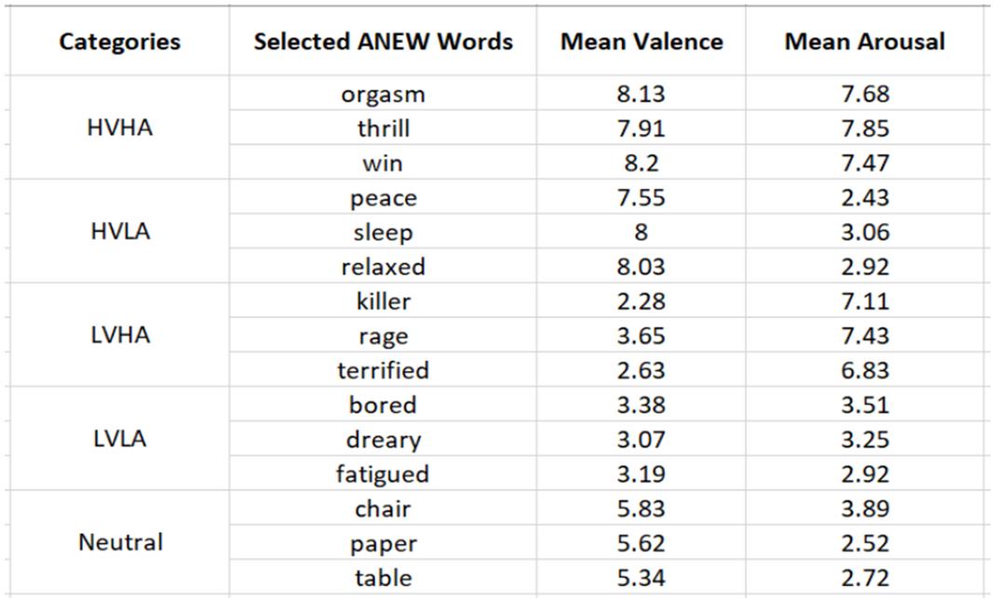 Categories Selected ANEW Words Mean Valence Mean Arousal
HVHA orgasm 8.13 7.68
thrill 7.91 7.85
win 8.2 7.47
HVLA peace 7.55 2.43
sleep 8 3.06
relaxed 8.03 2.92
LVHA killer 2.28 7.11
rage 3.65 7.43
terrified 2.63 6.83
LVLA bored 3.38 3.51
dreary 3.07 3.25
fatigued 3.19 2.92
Neutral chair 5.83 3.89
paper 5.62 2.52
table 5.34 2.72